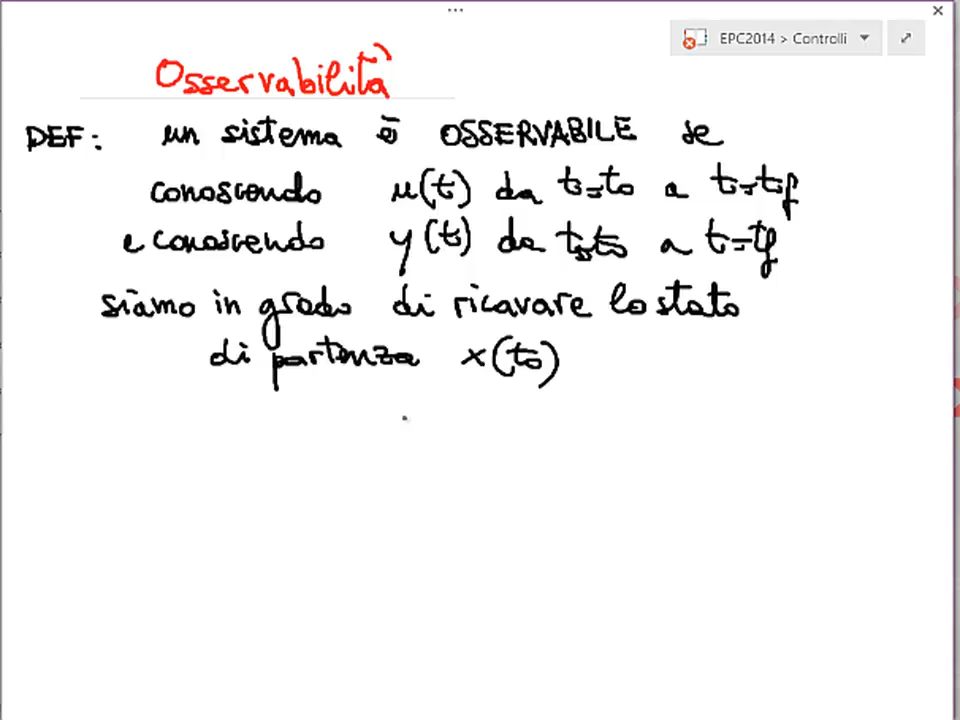 EPC2014 > Controlli
Osservabilità
DEF: un sistema è OSSERVABILE se
conoscendo u(t) da t=to a t=tf
e conoscendo y(t) da t=to a t=tf
siamo in grado di ricavare lo stato
di partenza x(to)